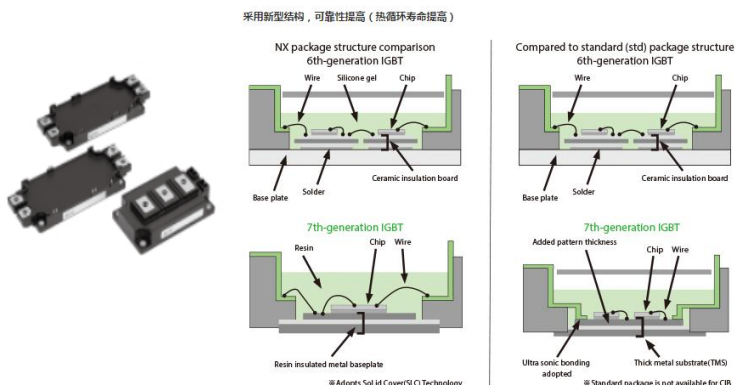 采用新型结构，可靠性提高（热循环寿命提高）
NX package structure comparison
6th-generation IGBT
Wire
Silicone gel
Chip
Base plate
Solder
Ceramic insulation board
7th-generation IGBT
Resin
Chip
Wire
Resin insulated metal baseplate
※Adopts Sol id Cover(SLC) Technology
Compared to standard (std) package structure
6th-generation IGBT
Wire
Chip
Base plate
Solder
Ceramic insulation board
7th-generation IGBT
Added pattern thickness
Chip
Wire
Ultra sonic bonding
adopted
Thick metal substrate(TMS)
※Standard package is not available for CIB